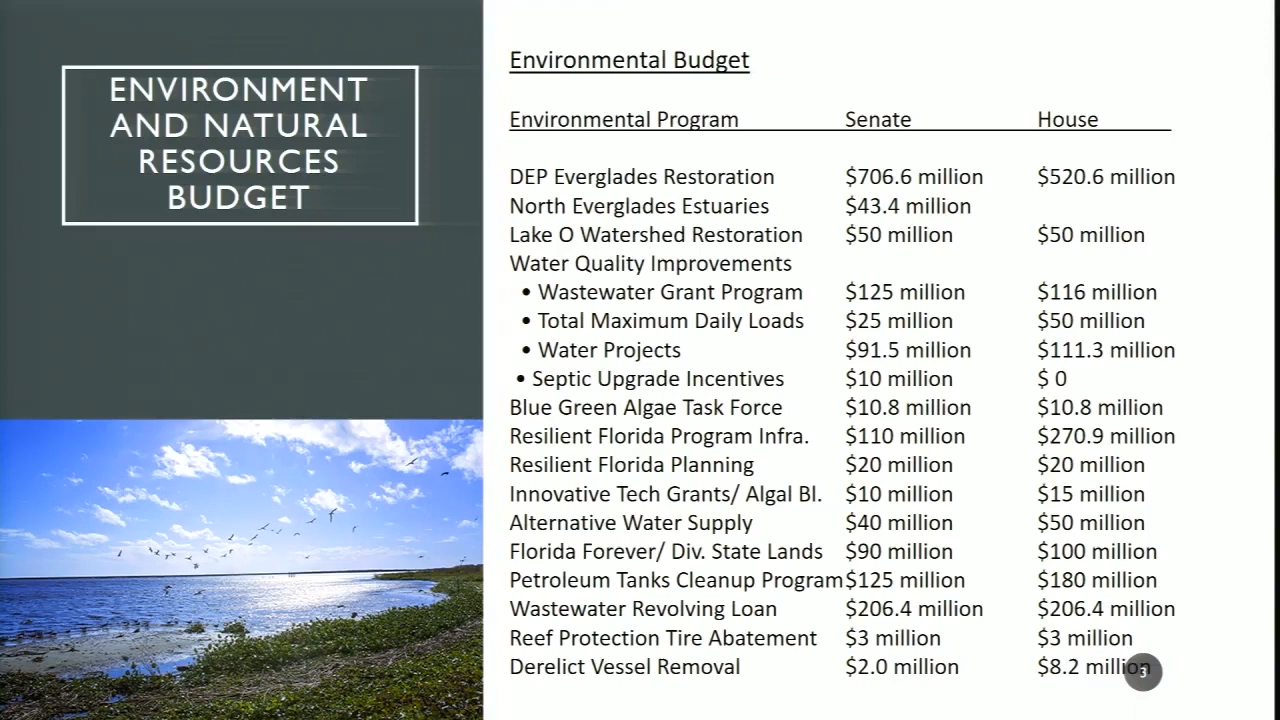 ENVIRONMENT
AND NATURAL
RESOURCES
BUDGET
Environmental Budget
Environmental Program Senate House
DEP Everglades Restoration $706.6 million $520.6 million
North Everglades Estuaries $43.4 million
Lake O Watershed Restoration $50 million $50 million
Water Quality Improvements
• Wastewater Grant Program $125 million $116 million
• Total Maximum Daily Loads $25 million $50 million
• Water Projects $91.5 million $111.3 million
• Septic Upgrade Incentives $10 million $ 0
Blue Green Algae Task Force $10.8 million $10.8 million
Resilient Florida Program Infra. $110 million $270.9 million
Resilient Florida Planning $20 million $20 million
Innovative Tech Grants/ Algal Bl. $10 million $15 million
Alternative Water Supply $40 million $50 million
Florida Forever/ Div. State Lands $90 million $100 million
Petroleum Tanks Cleanup Program $125 million $180 million
Wastewater Revolving Loan $206.4 million $206.4 million
Reef Protection Tire Abatement $3 million $3 million
Derelict Vessel Removal $2.0 million $8.2 million
3